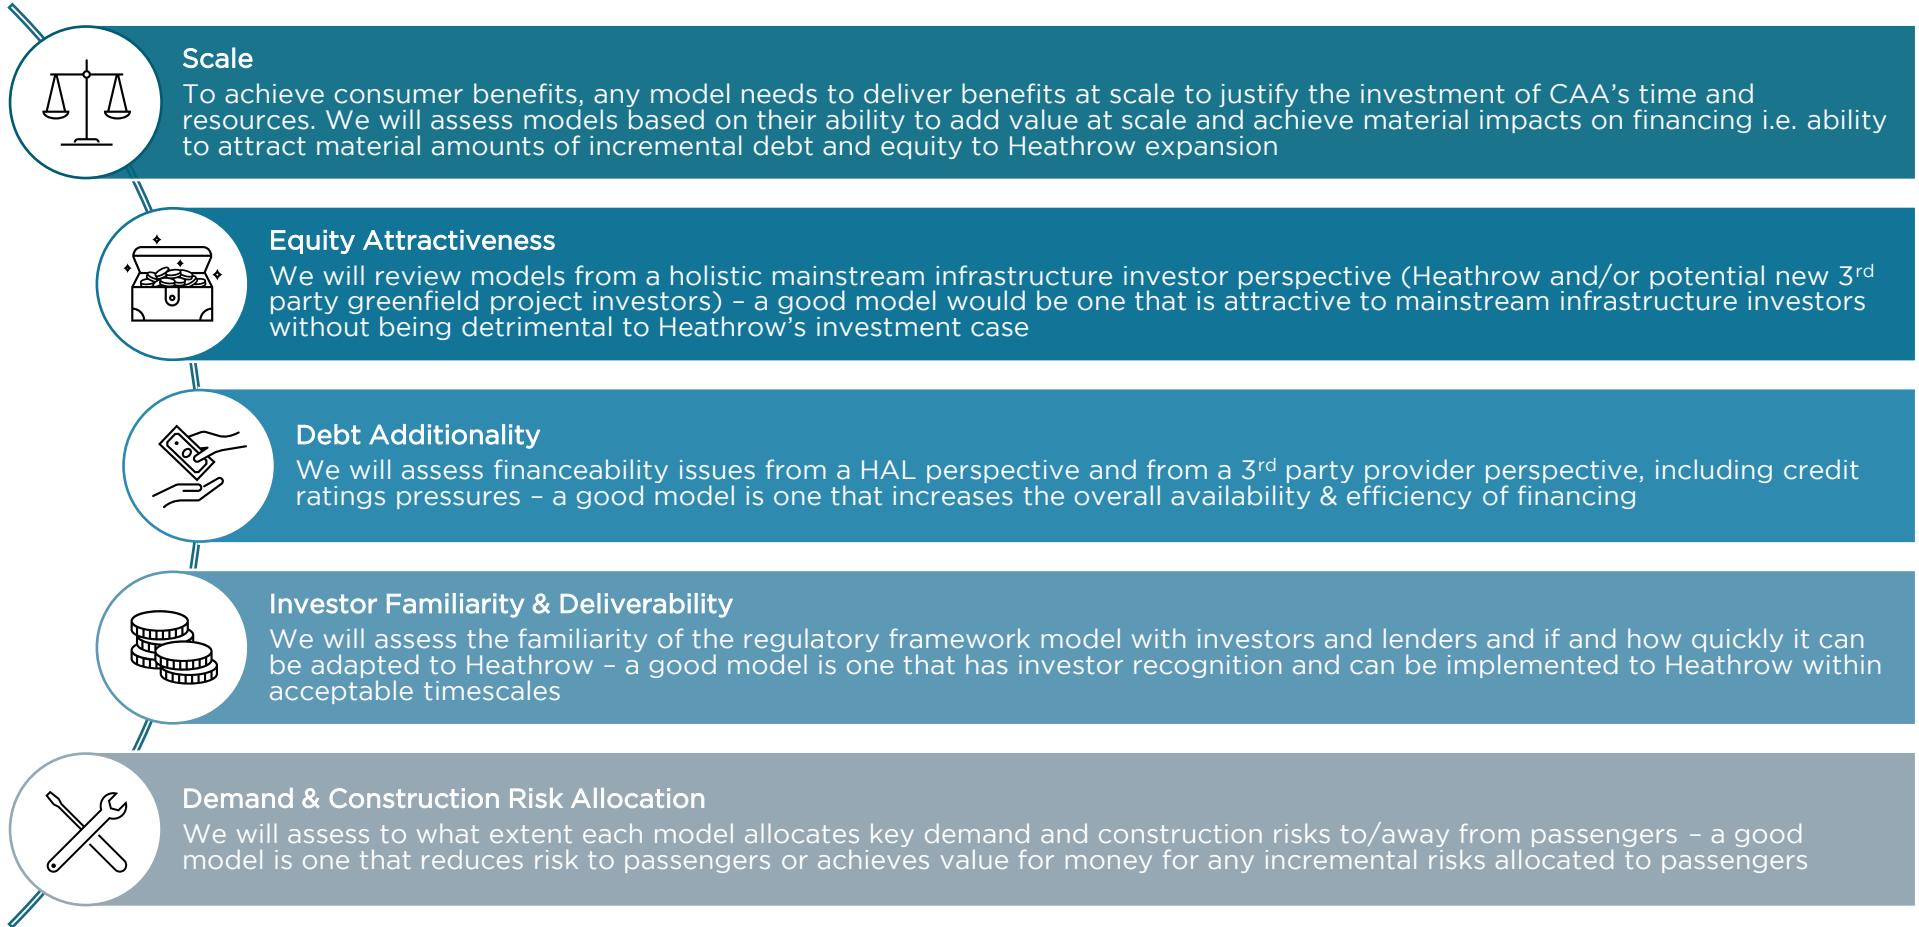 Scale
To achieve consumer benefits, any model needs to deliver benefits at scale to justify the investment of CAA’s time and
resources. We will assess models based on their ability to add value at scale and achieve material impacts on financing i.e. ability
to attract material amounts of incremental debt and equity to Heathrow expansion
Equity Attractiveness
We will review models from a holistic mainstream infrastructure investor perspective (Heathrow and/or potential new 3rd
party greenfield project investors) – a good model would be one that is attractive to mainstream infrastructure investors
without being detrimental to Heathrow’s investment case
Debt Additionality
We will assess financeability issues from a HAL perspective and from a 3rd party provider perspective, including credit
ratings pressures – a good model is one that increases the overall availability & efficiency of financing
Investor Familiarity & Deliverability
We will assess the familiarity of the regulatory framework model with investors and lenders and if and how quickly it can
be adapted to Heathrow – a good model is one that has investor recognition and can be implemented to Heathrow within
acceptable timescales
Demand & Construction Risk Allocation
We will assess to what extent each model allocates key demand and construction risks to/away from passengers – a good
model is one that reduces risk to passengers or achieves value for money for any incremental risks allocated to passengers